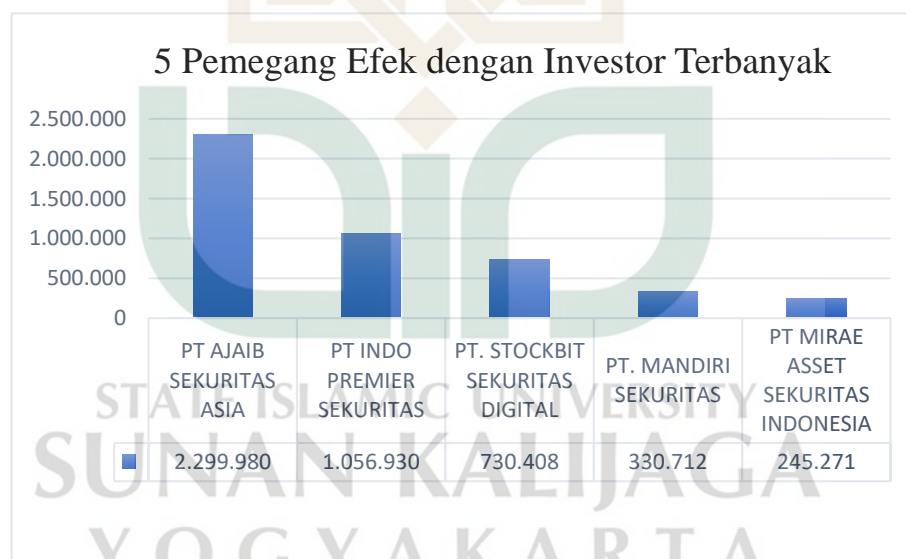 5 Pemegang Efek dengan Investor Terbanyak
2.500.000
2.000.000
1.500.000
1.000.000
500.000
0
PT AJAIB
SEKURITAS
ASIA
PT INDO
PREMIER
SEKURITAS
PT. STOCKBIT
SEKURITAS
DIGITAL
PT. MANDIRI
SEKURITAS
PT MIRAE
ASSET
SEKURITAS
INDONESIA
2.299.980 1.056.930 730.408 330.712 245.271
STATE ISLAMIC UNIVERSITY
SUNAN KALIJAGA
YOGYAKARTA